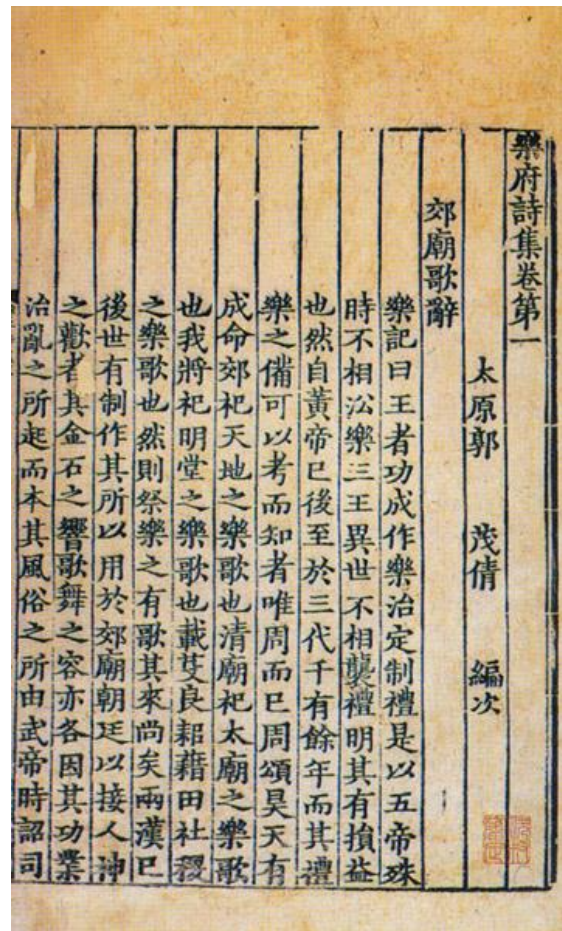 樂府詩集卷第一
太原郭　茂倩　編次
郊廟歌辭
樂記曰王者功成作樂治定制禮是以五帝殊
時不相㳂樂三王異世不相襲禮明其有損益
也然自黃帝已後至於三代千有餘年而其禮
樂之備可以考而知者唯周而已周頌昊天有
成命郊祀天地之樂歌也清廟祀太廟之樂歌
也我將祀明堂之樂歌也載芟良耜藉田社稷
之樂歌也然則祭樂之有歌其來尚矣兩漢已
後世有制作其所以用於郊廟朝廷以接人神
之歡者其金石之響歌舞之容亦各因其功業
治亂之所起而本其風俗之所由武帝時詔司